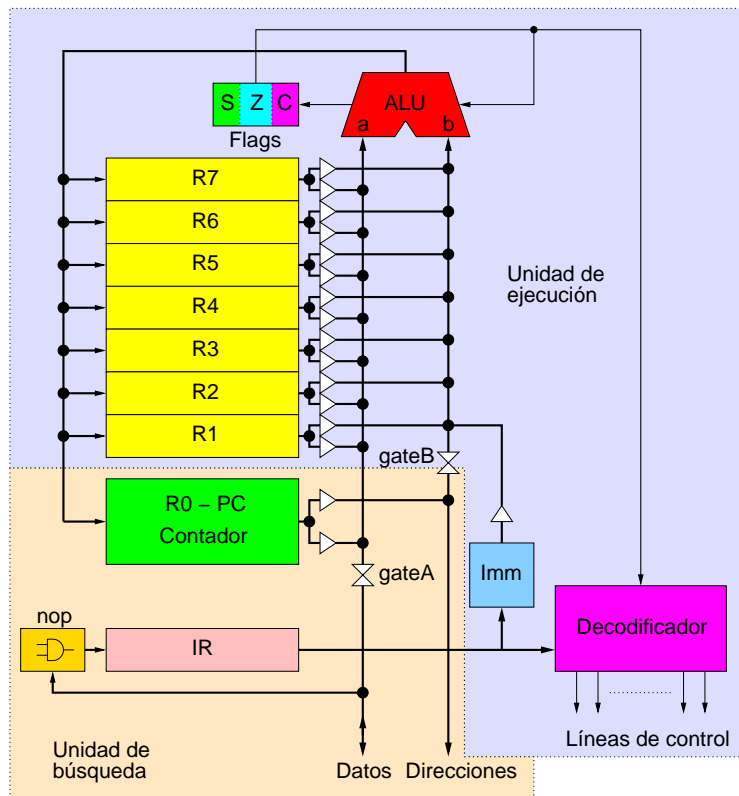 S Z C
ALU
a b
Flags
R7
R6
R5
R4
R3
R2
R1
Unidad de
ejecución
gateB
R0 – PC
Contador
gateA
Imm
nop
IR
Decodificador
Líneas de control
Unidad de
búsqueda
Datos
Direcciones